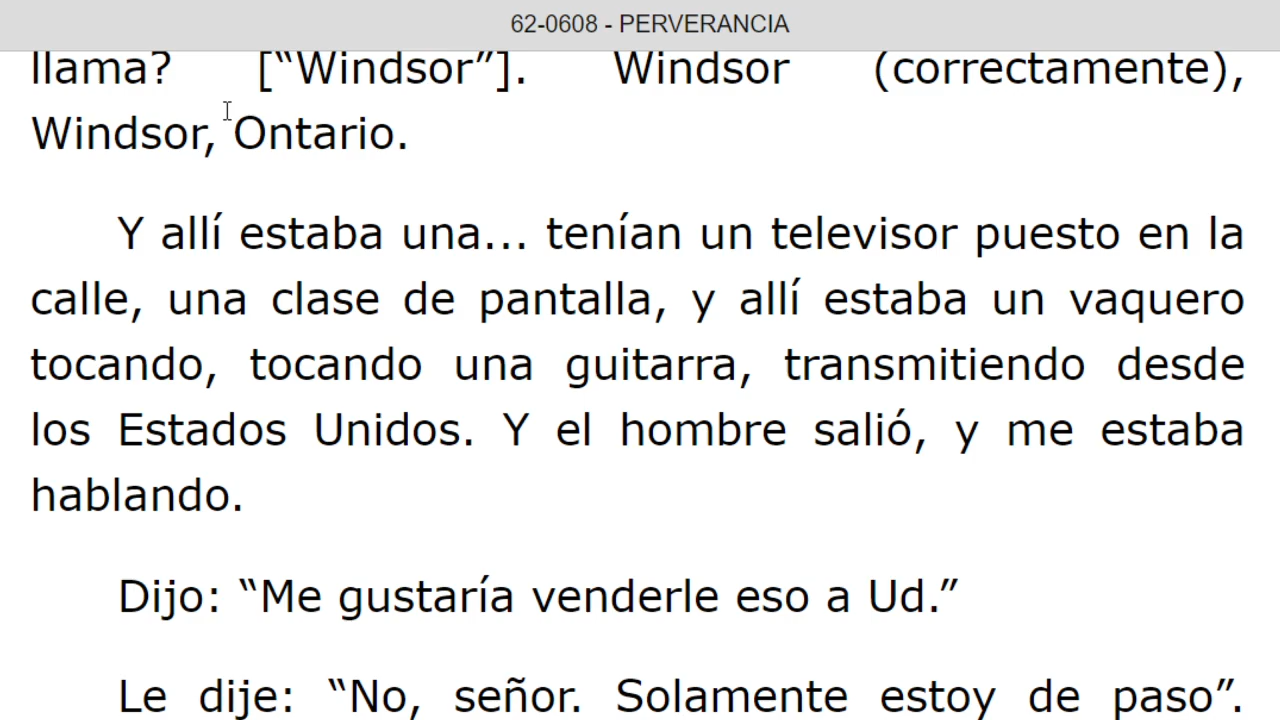 62-0608 - PERVERANCIA
llama? [“Windsor”]. Windsor (correctamente),
Windsor, Ontario.
Y allí estaba una... tenían un televisor puesto en la
calle, una clase de pantalla, y allí estaba un vaquero
tocando, tocando una guitarra, transmitiendo desde
los Estados Unidos. Y el hombre salió, y me estaba
hablando.
Dijo: “Me gustaría venderle eso a Ud.”
Le dije: “No, señor. Solamente estoy de paso”.